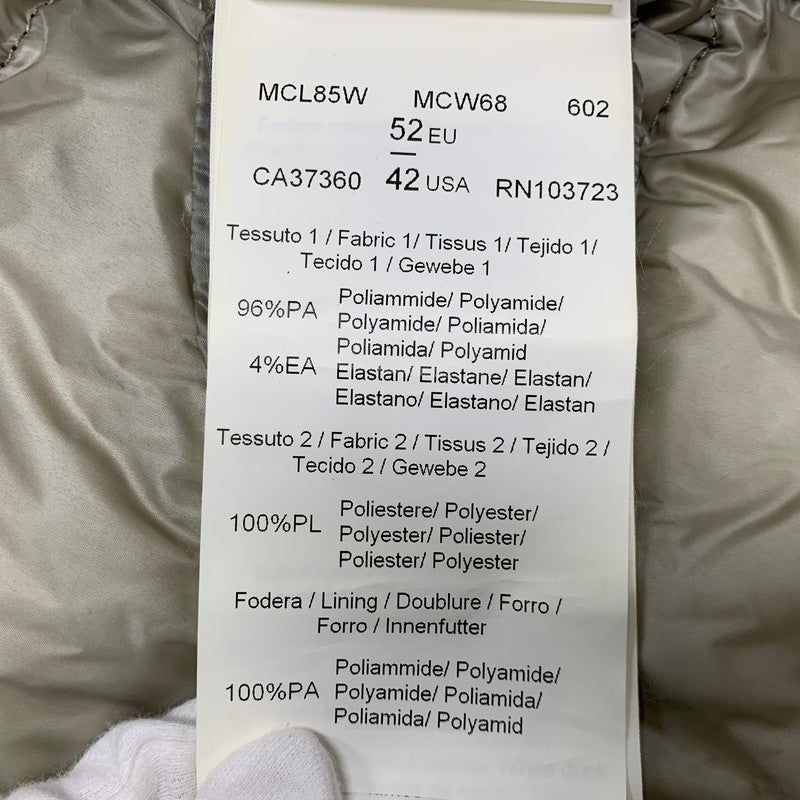 MCL85W MCW68 602
52 EU
CA37360 42 USA RN103723
Tessuto 1 / Fabric 1/ Tissus 1/ Tejido 1/
Tecido 1 / Gewebe 1
96%PA Poliammide/ Polyamide/
Polyamide/ Poliamida/
Poliamida/ Polyamid
4%EA Elastan/ Elastane/ Elastan/
Elastano/ Elastano/ Elastan
Tessuto 2 / Fabric 2 / Tissus 2 / Tejido 2 /
Tecido 2 / Gewebe 2
100%PL Poliestere/ Polyester/
Polyester/ Poliester/
Poliester/ Polyester
Fodera / Lining / Doublure / Forro /
Forro / Innenfutter
100%PA Poliammide/ Polyamide/
Polyamide/ Poliamida/
Poliamida/ Polyamid
White duck